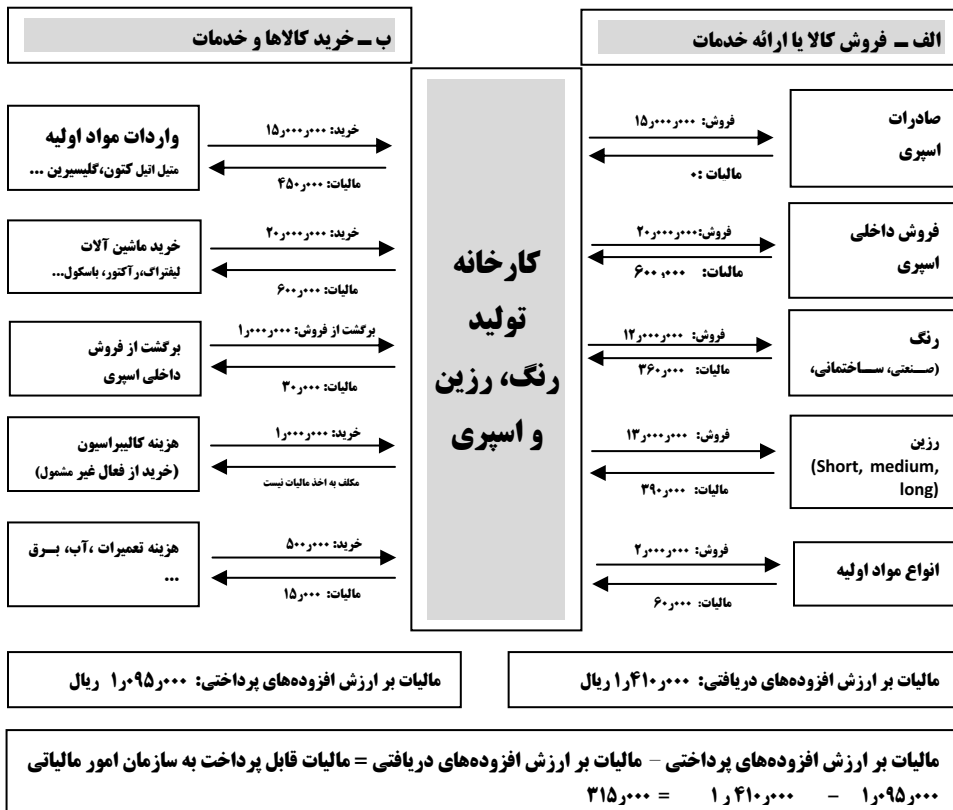 الف ــ فروش کالا یا ارائه خدمات
ب ــ خرید کالاها و خدمات
صادرات
اسپری
فروش: ۱۵٫۰۰۰٫۰۰۰
مالیات :۰
فروش داخلی
اسپری
فروش:۲۰٫۰۰۰٫۰۰۰
مالیات: ۶۰۰٫۰۰۰
رنگ
(صــنعتی، ســاختمانی،
فروش: ۱۲٫۰۰۰٫۰۰۰
مالیات: ۳۶۰٫۰۰۰
رزین
(Short, medium,
long)
فروش: ۱۳٫۰۰۰٫۰۰۰
مالیات: ۳۹۰٫۰۰۰
انواع مواد اولیه
فروش: ۲٫۰۰۰٫۰۰۰
مالیات: ۶۰٫۰۰۰
کارخانه
تولید
رنگ، رزین
و اسپری
خرید: ۱۵٫۰۰۰٫۰۰۰
مالیات: ۴۵۰٫۰۰۰
واردات مواد اولیه
متیل اتیل کتون،گلیسیرین ...
خرید: ۲۰٫۰۰۰٫۰۰۰
مالیات: ۶۰۰٫۰۰۰
خرید ماشین آلات
لیفتراگ،رآکتور، باسکول...
برگشت از فروش: ۱٫۰۰۰٫۰۰۰
مالیات: ۳۰٫۰۰۰
برگشت از فروش
داخلی اسپری
خرید: ۱٫۰۰۰٫۰۰۰
مکلف به اخذ مالیات نیست
هزینه کالیبراسیون
(خرید از فعال غیر مشمول)
خرید: ۵۰۰٫۰۰۰
مالیات: ۱۵٫۰۰۰
هزینه تعمیرات ،آب، بــرق
...
مالیات بر ارزش افزوده‌های دریافتی: ۱٫۴۱۰٫۰۰۰ ریال
مالیات بر ارزش افزوده‌های پرداختی: ۱٫۰۹۵٫۰۰۰ ریال
مالیات بر ارزش افزوده‌های پرداختی – مالیات بر ارزش افزوده‌های دریافتی = مالیات قابل پرداخت به سازمان امور مالیاتی
۱٫۰۹۵٫۰۰۰ – ۱٫۴۱۰٫۰۰۰ = ۳۱۵٫۰۰۰